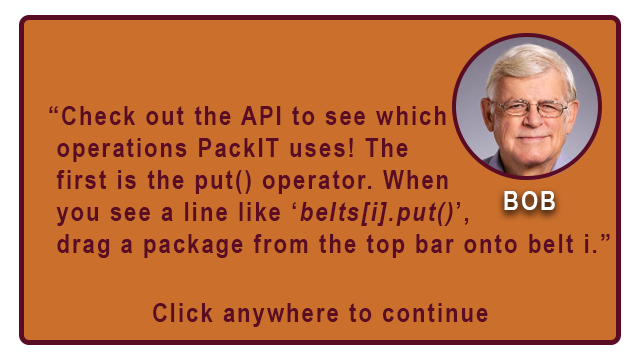 “Check out the API to see which
operations PackIT uses! The
first is the put() operator. When
you see a line like ‘belts[i].put()’,
drag a package from the top bar onto belt i.”
BOB
Click anywhere to continue